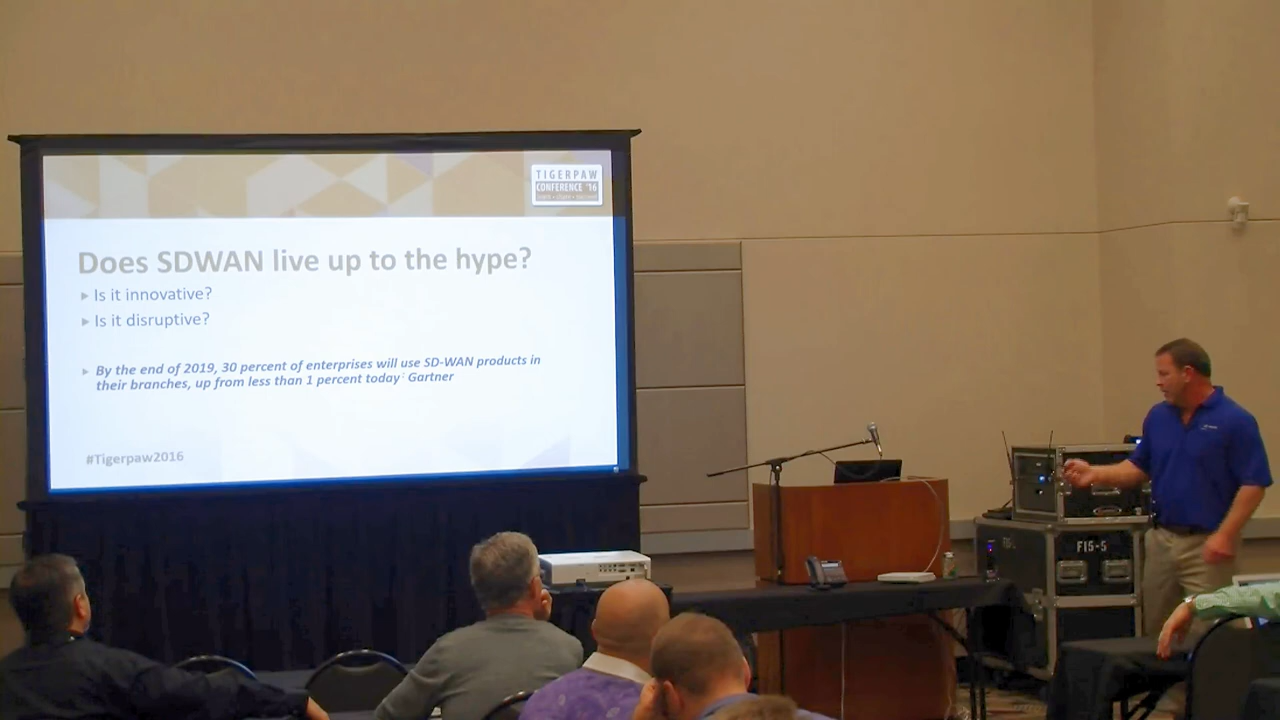 TIGERPAW
CONFERENCE '16
Does SDWAN live up to the hype?
Is it innovative?
Is it disruptive?
By the end of 2019, 30 percent of enterprises will use SD-WAN products in
their branches, up from less than 1 percent today : Gartner
#Tigerpaw2016
F15-5